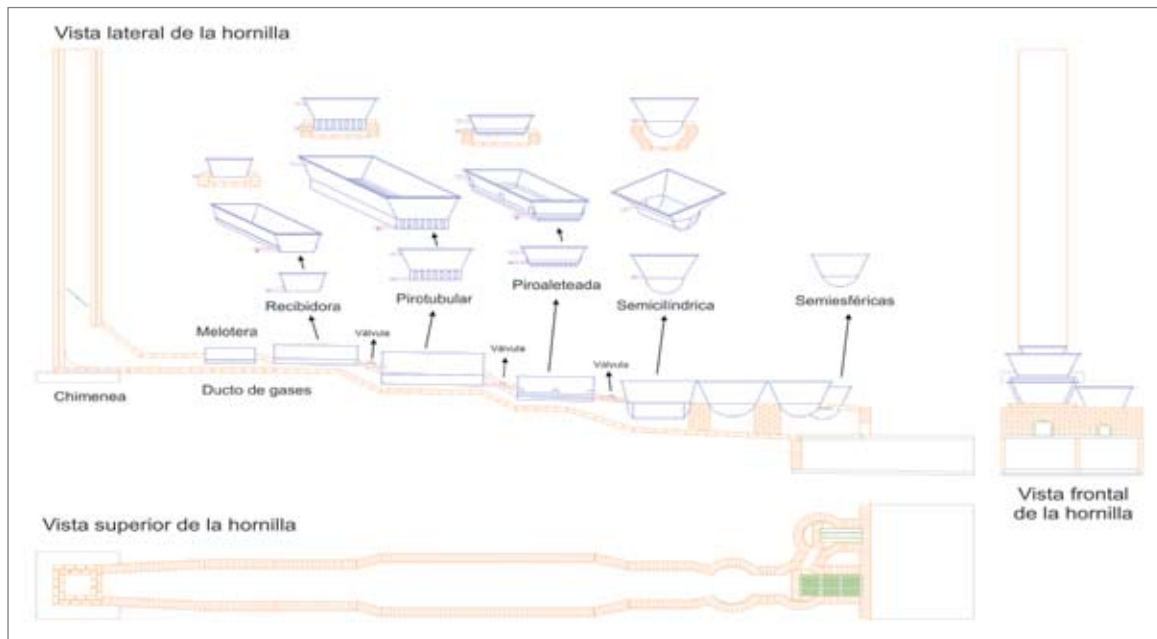 Vista lateral de la hornilla
Recibidora
Pirotubular
Piroaleteada
Semicilíndrica
Semiesféricas
Melotera
Válvula
Válvula
Válvula
Chimenea
Ducto de gases
Vista superior de la hornilla
Vista frontal
de la hornilla